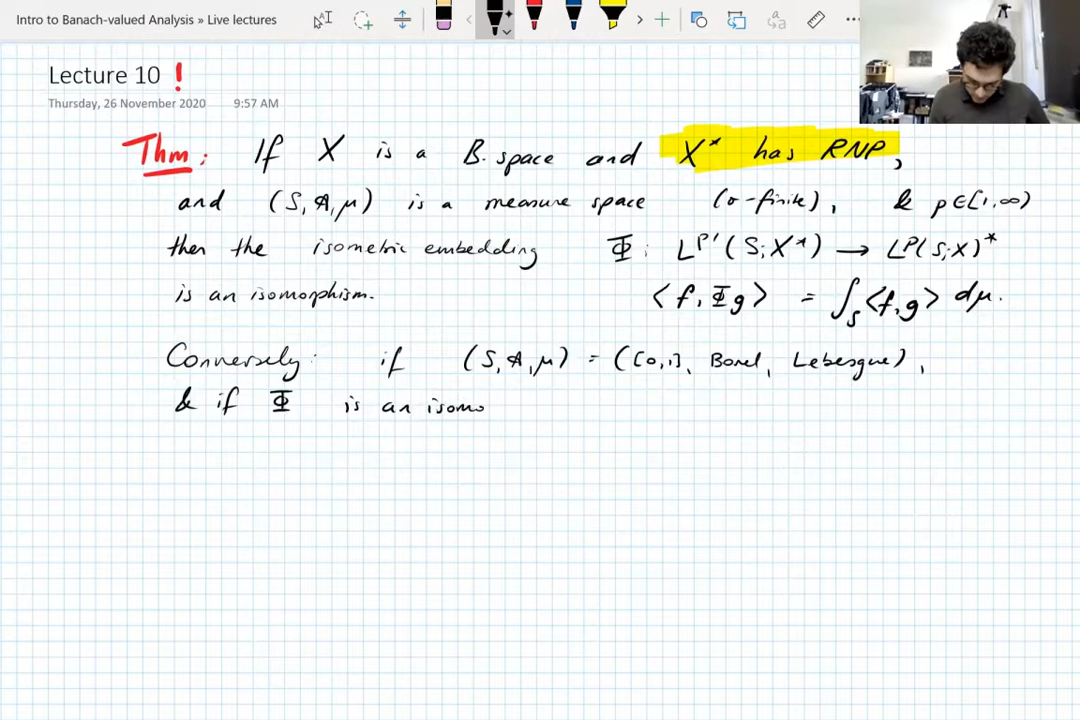 Intro to Banach-valued Analysis » Live lectures
Lecture 10 !
Thursday, 26 November 2020 9:57 AM
Thm: If X is a B. space and X* has RNP,
and (S, A, μ) is a measure space (σ-finite), & p∈[1,∞)
then the isometric embedding Φ: L^p'(S;X*) → L^p(S;X)*
is an isomorphism. <f, Φg> = ∫_S <f,g> dμ.
Conversely: if (S, A, μ) = ([0,1], Borel, Lebesgue),
& if Φ is an isomo